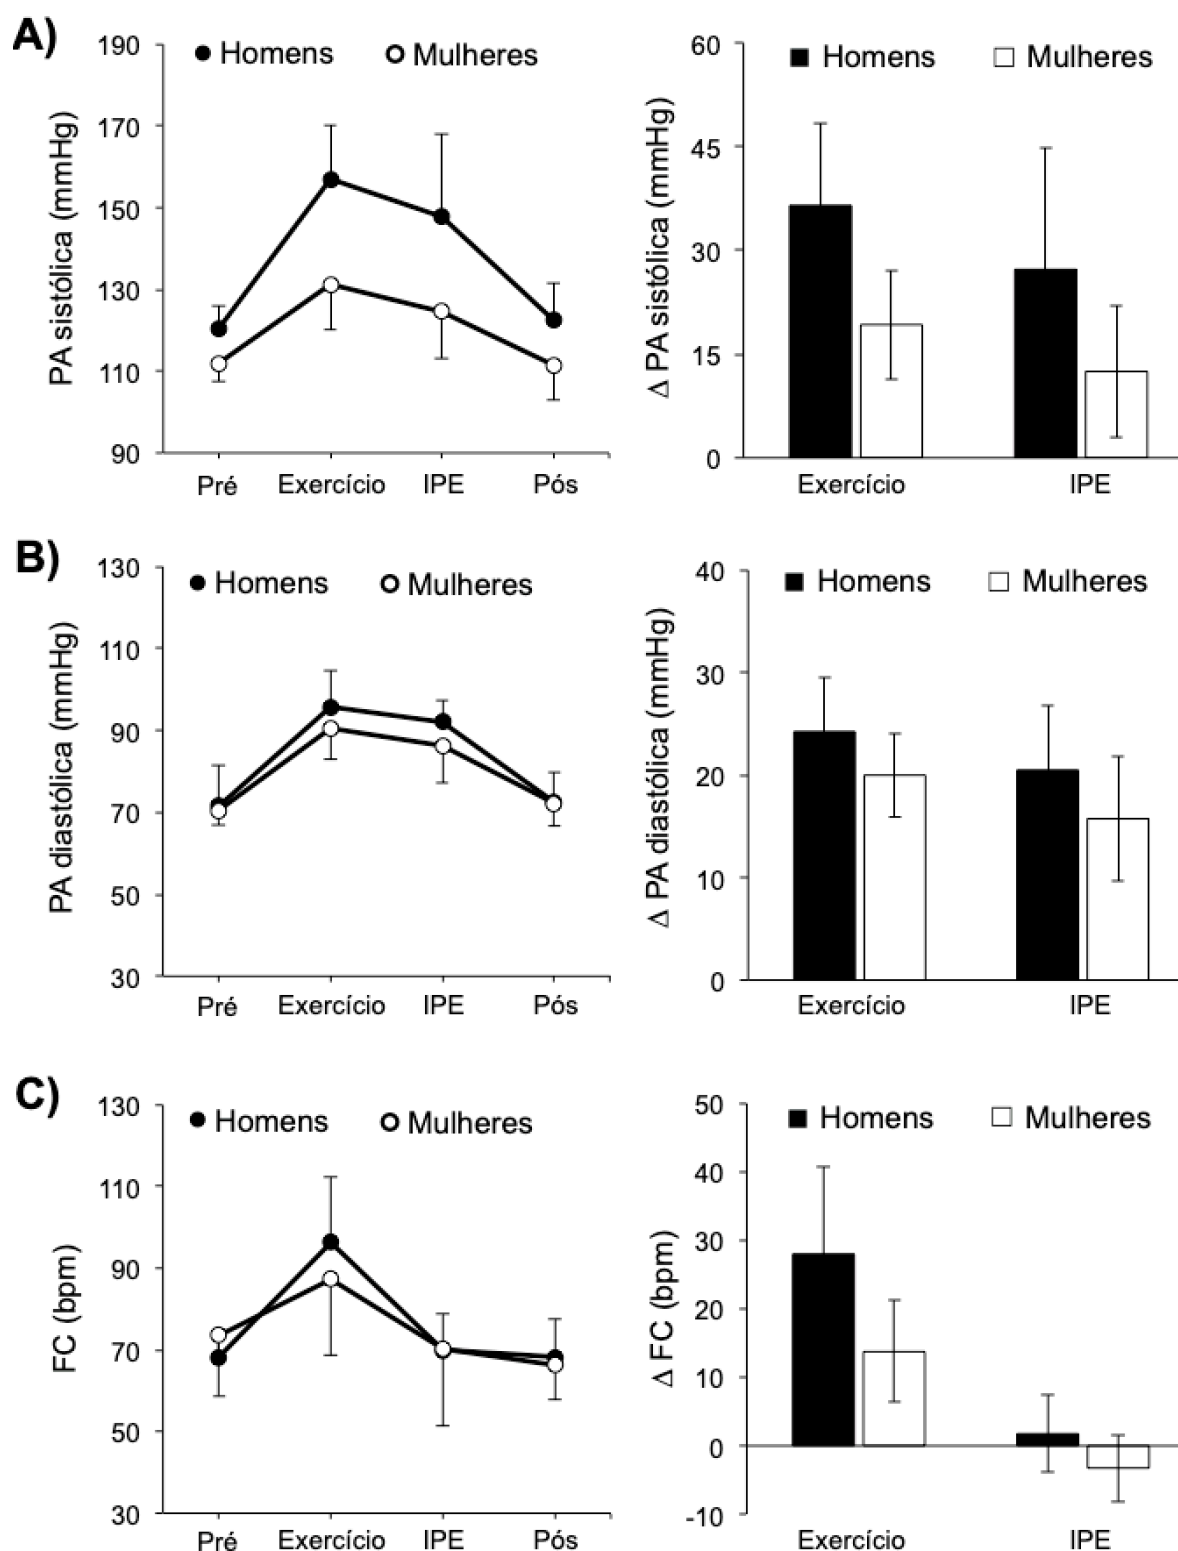 A)
PA sistólica (mmHg)
190
170
150
130
110
90
Homens Mulheres
Pré Exercício IPE Pós
Δ PA sistólica (mmHg)
60
45
30
15
0
Homens Mulheres
Exercício IPE
B)
PA diastólica (mmHg)
130
110
90
70
50
30
Homens Mulheres
Pré Exercício IPE Pós
Δ PA diastólica (mmHg)
40
30
20
10
0
Homens Mulheres
Exercício IPE
C)
FC (bpm)
130
110
90
70
50
30
Homens Mulheres
Pré Exercício IPE Pós
Δ FC (bpm)
50
40
30
20
10
0
-10
Homens Mulheres
Exercício IPE